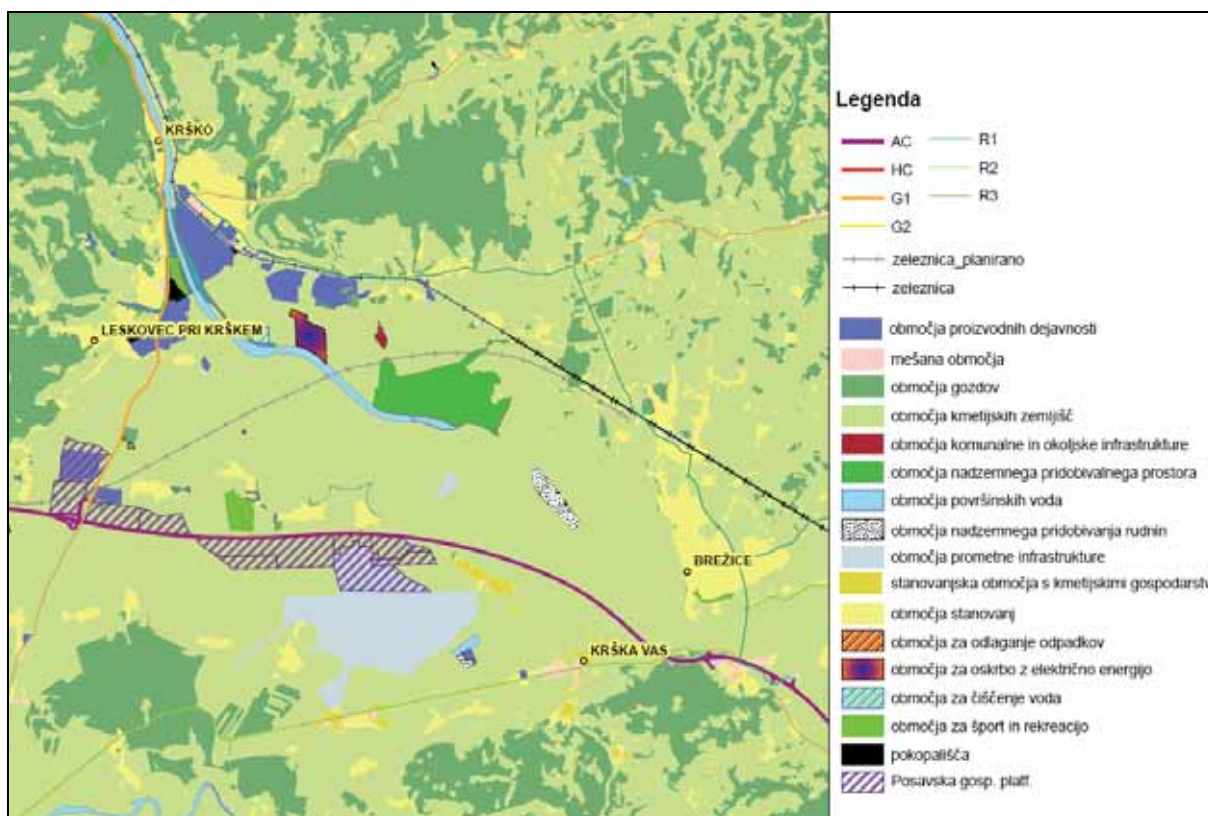 KRŠKO
LESKOVEC PRI KRŠKEM
BREŽICE
KRŠKA VAS
Legenda
AC R1
HC R2
G1 R3
G2
zeleznica_planirano
zeleznica
območja proizvodnih dejavnosti
mešana območja
območja gozdov
območja kmetijskih zemljišč
območja komunalne in okoljske infrastrukture
območja nadzemnega pridobivalnega prostora
območja površinskih voda
območja nadzemnega pridobivanja rudnin
območja prometne infrastrukture
stanovanjska območja s kmetijskimi gospodarstv
območja stanovanj
območja za odlaganje odpadkov
območja za oskrbo z električno energijo
območja za čiščenje voda
območja za šport in rekreacijo
pokopališča
Posavska gosp. platf.